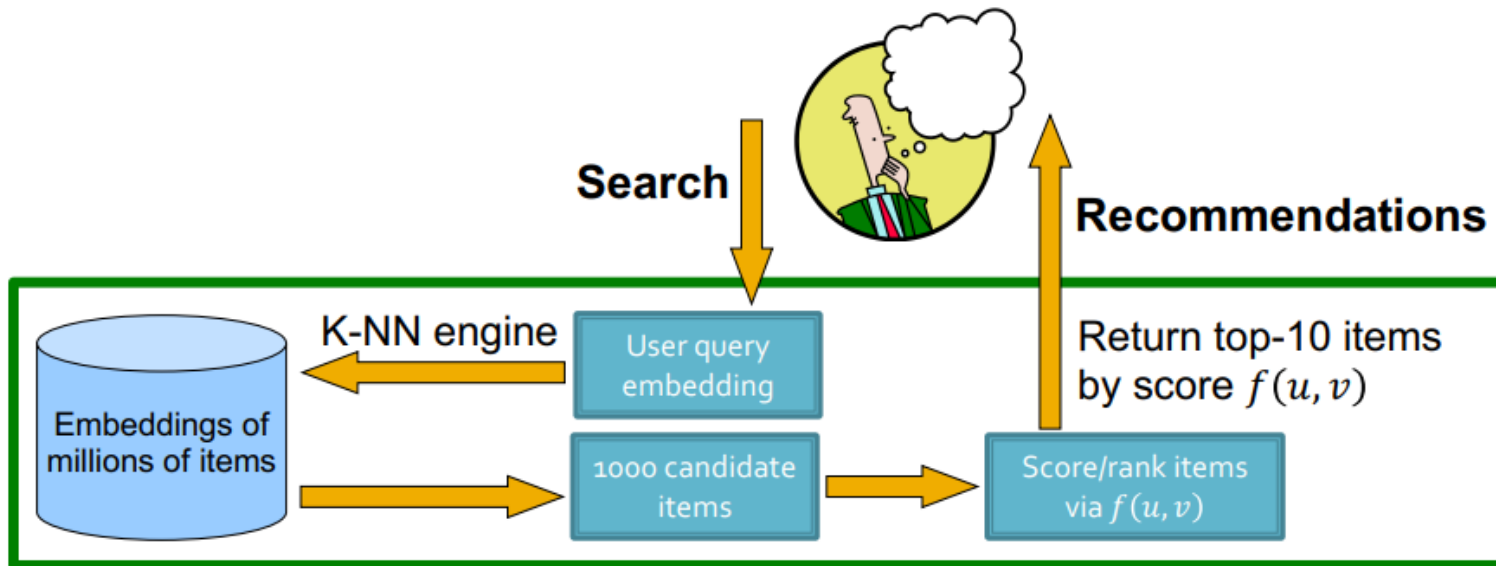 Search
Recommendations
K-NN engine
User query
embedding
Return top-10 items
by score f(u, v)
Embeddings of
millions of items
1000 candidate
items
Score/rank items
via f(u, v)